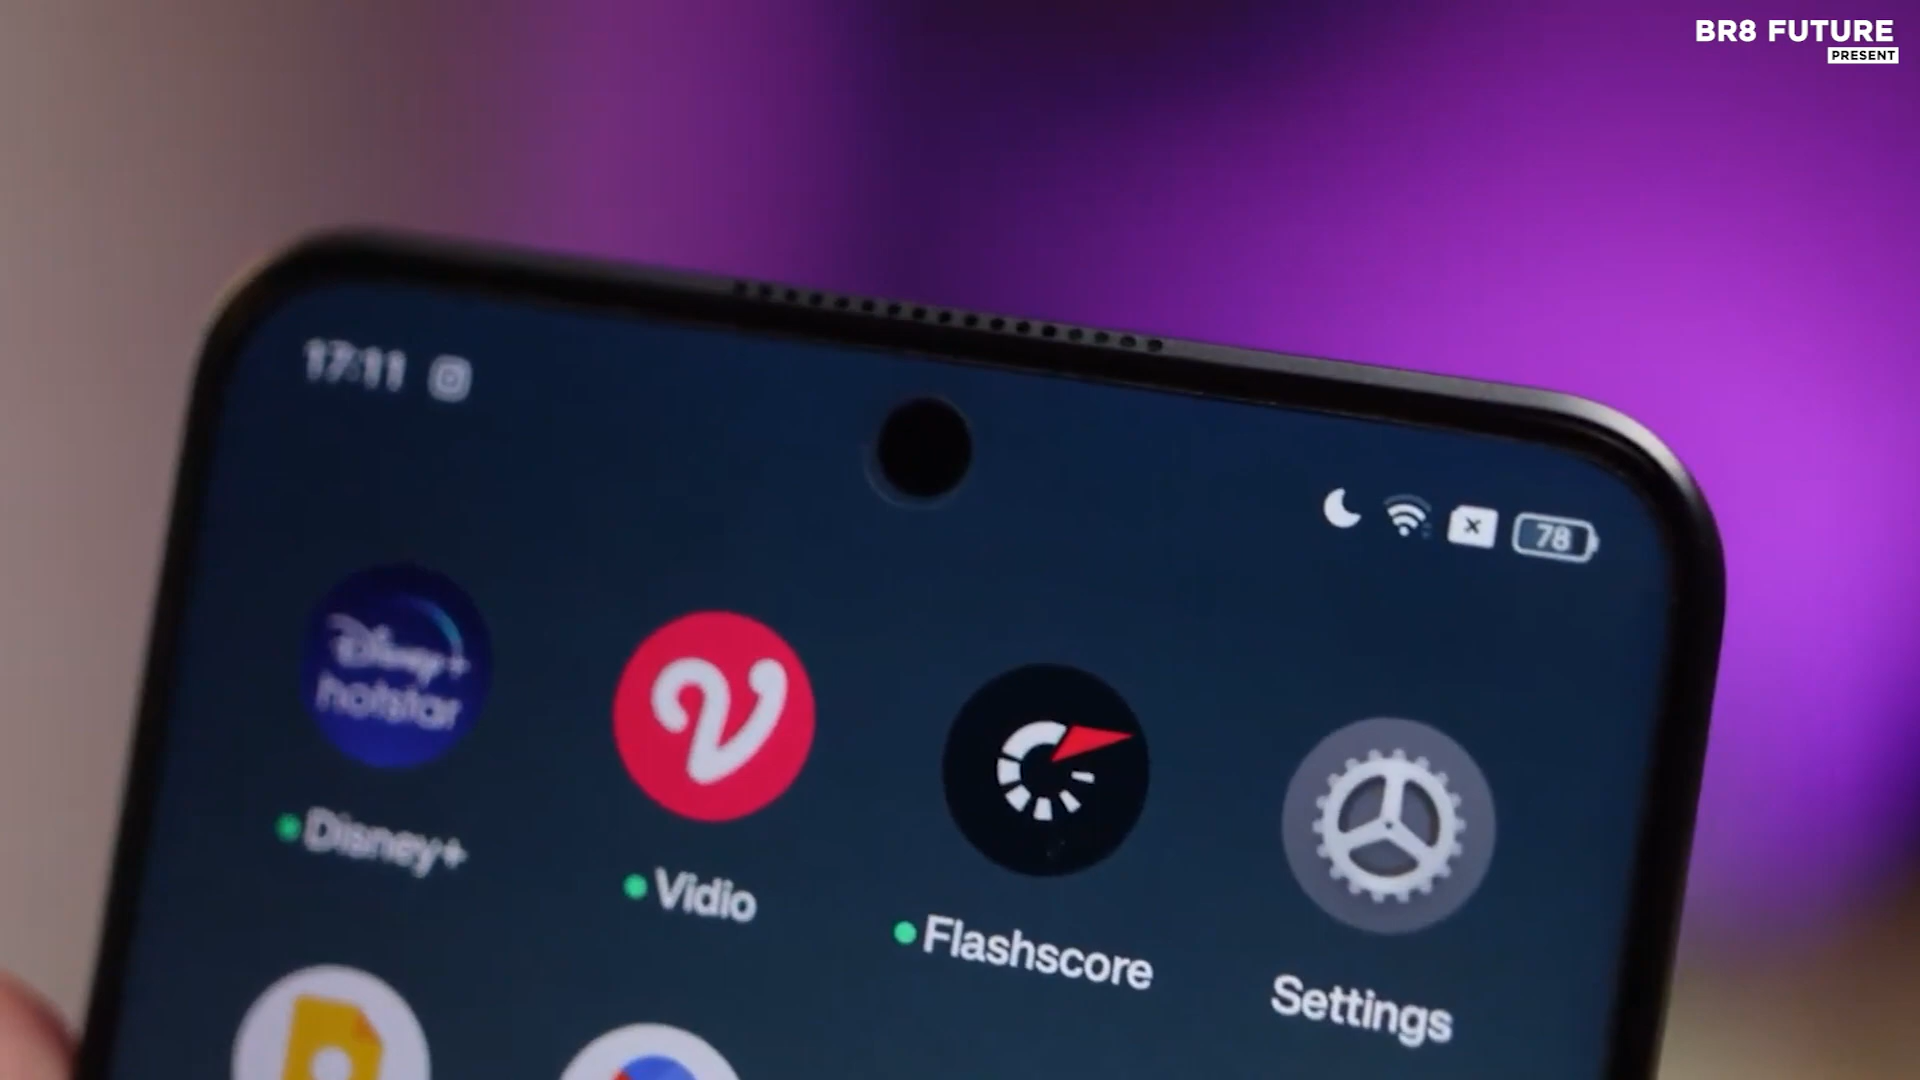 BR8 FUTURE
PRESENT
17:11
78
Disney+
hotstar
Disney+
Vidio
Flashscore
Settings